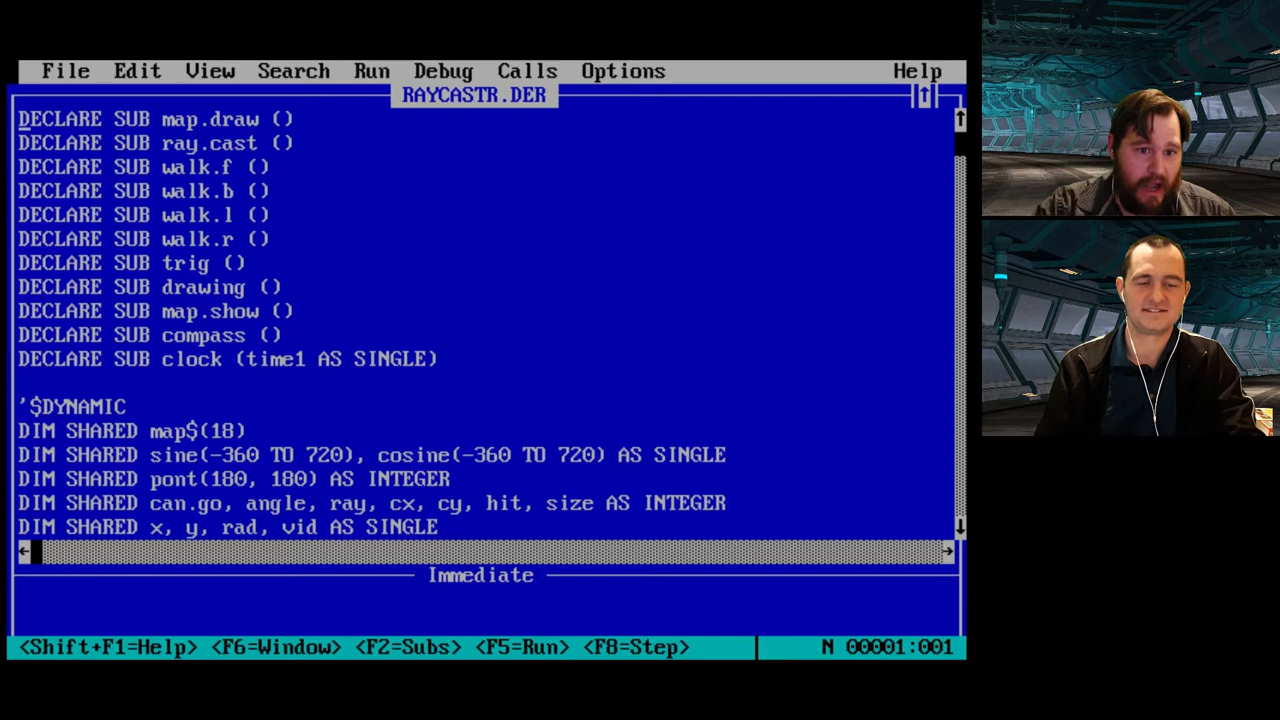 File Edit View Search Run Debug Calls Options Help
RAYCASTR.DER
DECLARE SUB map.draw ()
DECLARE SUB ray.cast ()
DECLARE SUB walk.f ()
DECLARE SUB walk.b ()
DECLARE SUB walk.l ()
DECLARE SUB walk.r ()
DECLARE SUB trig ()
DECLARE SUB drawing ()
DECLARE SUB map.show ()
DECLARE SUB compass ()
DECLARE SUB clock (time1 AS SINGLE)
'$DYNAMIC
DIM SHARED map$(18)
DIM SHARED sine(-360 TO 720), cosine(-360 TO 720) AS SINGLE
DIM SHARED pont(180, 180) AS INTEGER
DIM SHARED can.go, angle, ray, cx, cy, hit, size AS INTEGER
DIM SHARED x, y, rad, vid AS SINGLE
Immediate
<Shift+F1=Help> <F6=Window> <F2=Subs> <F5=Run> <F8=Step> N 00001:001